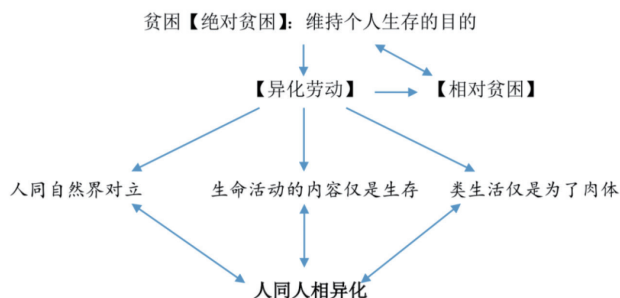 贫困【绝对贫困】：维持个人生存的目的
【异化劳动】
【相对贫困】
人同自然界对立
生命活动的内容仅是生存
类生活仅是为了肉体
人同人相异化